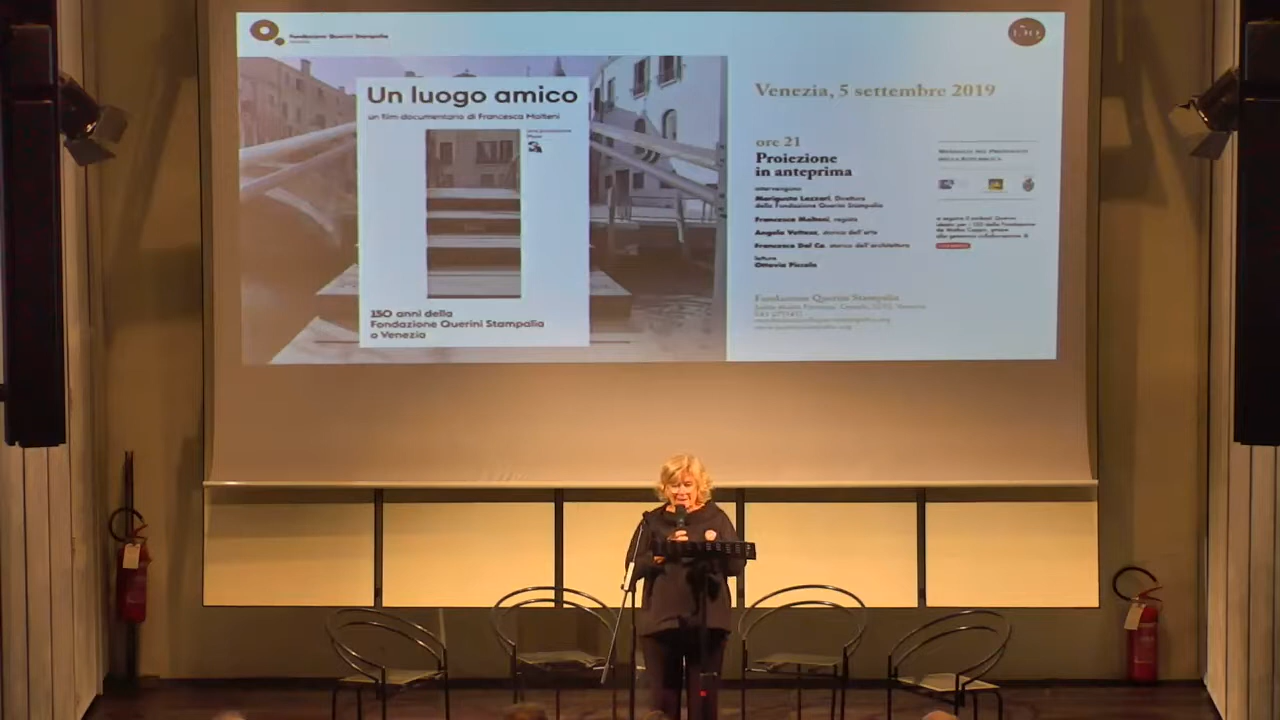 Fondazione Querini Stampalia
Un luogo amico
un film documentario di Francesca Molteni
150 anni della
Fondazione Querini Stampalia
a Venezia
Venezia, 5 settembre 2019
ore 21
Proiezione
in anteprima
intervengono
Marigusta Lazzari, Direttore
della Fondazione Querini Stampalia
Francesca Molteni, regista
Angela Vettese, storica dell'arte
Francesco Dal Co, storico dell'architettura
letture
Ottavia Piccolo
Fondazione Querini Stampalia